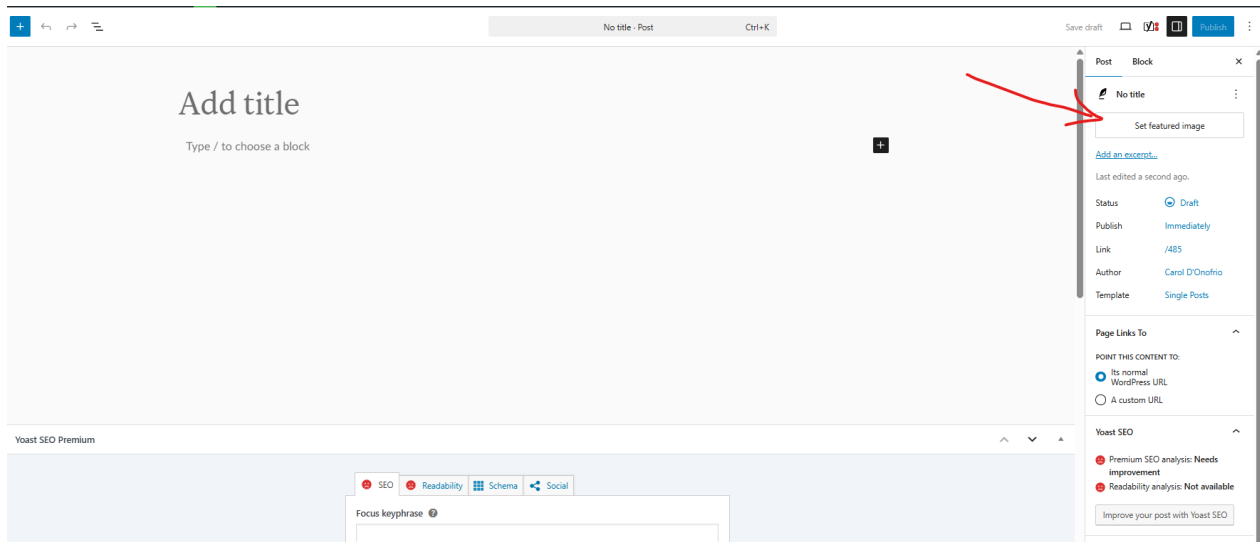 No title · Post Ctrl+K
Save draft
Publish
Add title
Type / to choose a block
Post Block
No title
Set featured image
Add an excerpt...
Last edited a second ago.
Status Draft
Publish Immediately
Link /485
Author Carol D'Onofrio
Template Single Posts
Page Links To
POINT THIS CONTENT TO:
Its normal
WordPress URL
A custom URL
Yoast SEO
Premium SEO analysis: Needs
improvement
Readability analysis: Not available
Improve your post with Yoast SEO
Yoast SEO Premium
SEO Readability Schema Social
Focus keyphrase